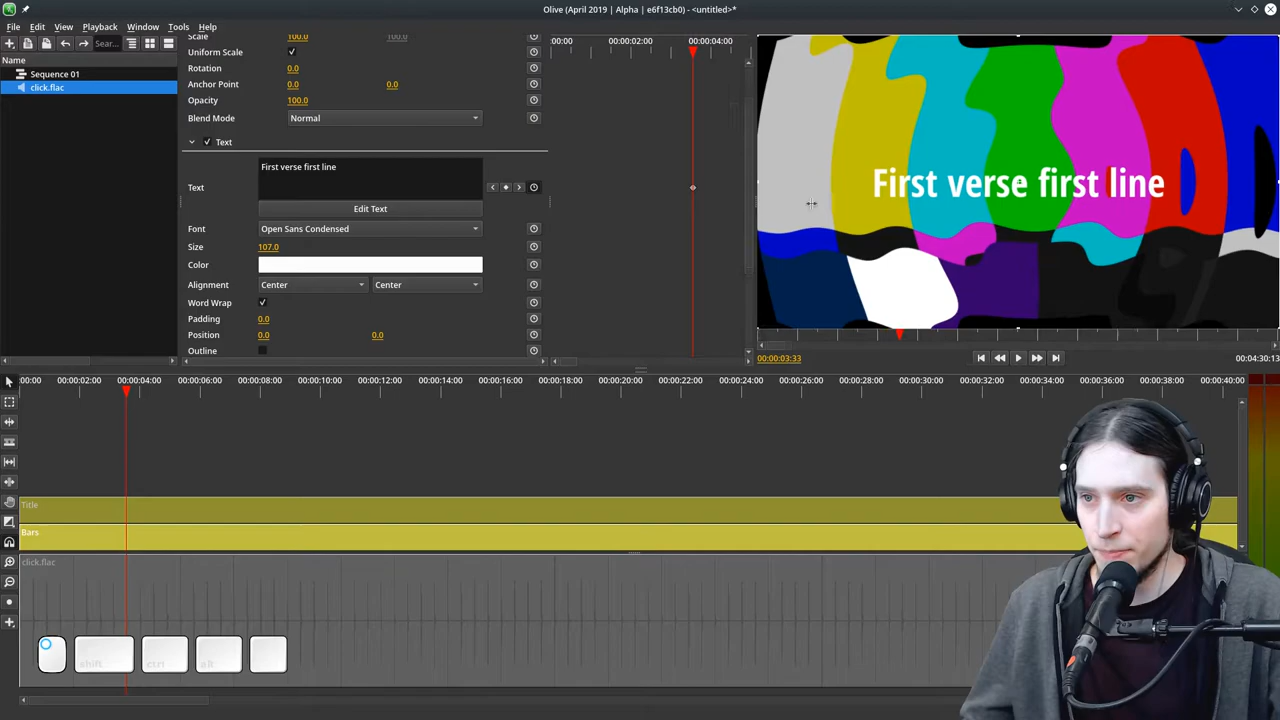 Olive (April 2019 | Alpha | e6f13cb0) - <untitled>*
File Edit View Playback Window Tools Help
Sear...
Name
Sequence 01
click.flac
Scale 100.0 100.0
Uniform Scale
Rotation 0.0
Anchor Point 0.0 0.0
Opacity 100.0
Blend Mode Normal
Text
First verse first line
Text
Edit Text
Font Open Sans Condensed
Size 107.0
Color
Alignment Center Center
Word Wrap
Padding 0.0
Position 0.0 0.0
Outline
:00:00 00:00:02:00 00:00:04:00
First verse first line
00:00:03:33 00:04:30:13
00:00 00:00:02:00 00:00:04:00 00:00:06:00 00:00:08:00 00:00:10:00 00:00:12:00 00:00:14:00 00:00:16:00 00:00:18:00 00:00:20:00 00:00:22:00 00:00:24:00 00:00:26:00 00:00:28:00 00:00:30:00 00:00:32:00 00:00:34:00 00:00:36:00 00:00:38:00 00:00:40:00
Title
Bars
click.flac
shift ctrl alt